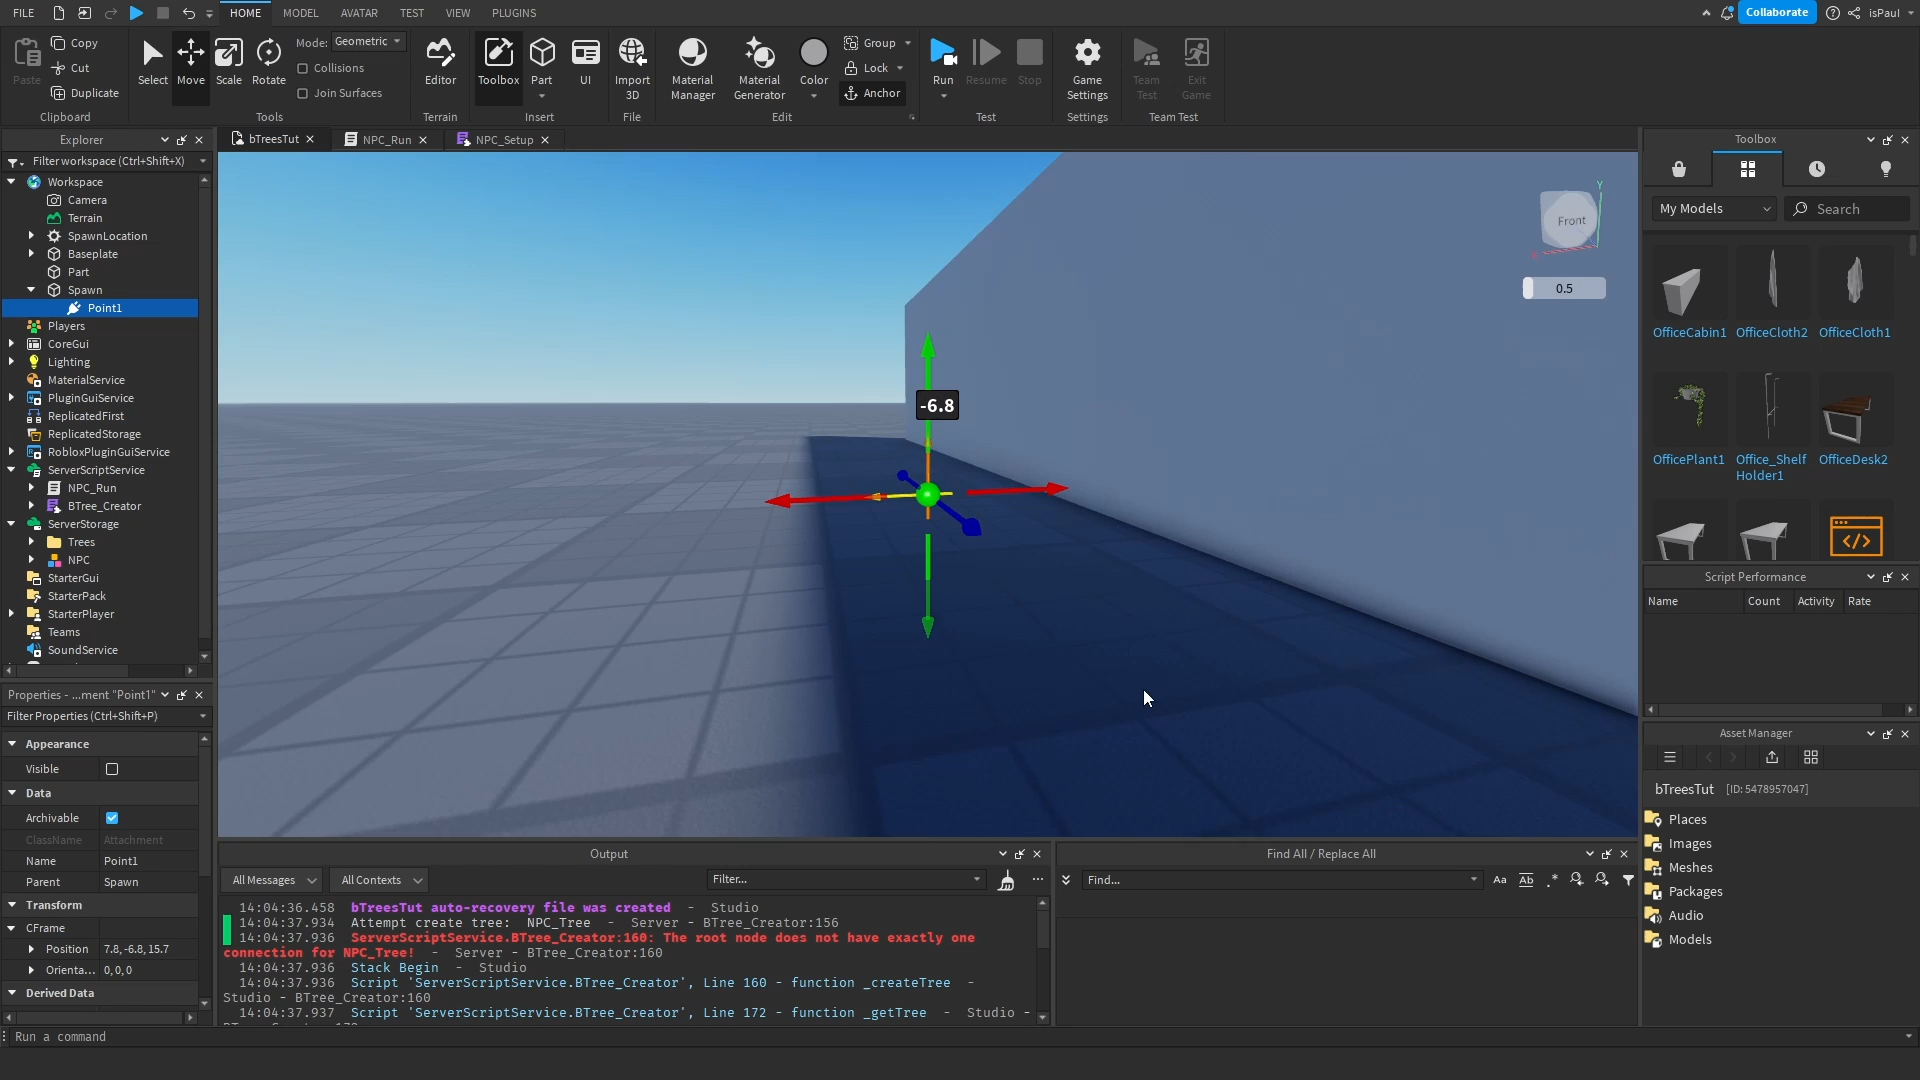 FILE
HOME MODEL AVATAR TEST VIEW PLUGINS
Collaborate
isPaul
Paste
Copy
Cut
Duplicate
Clipboard
Select Move Scale Rotate
Mode: Geometric
Collisions
Join Surfaces
Tools
Editor
Terrain
Toolbox Part UI
Insert
Import
3D
File
Material
Manager
Material
Generator
Color
Group
Lock
Anchor
Edit
Run Resume Stop
Test
Game
Settings
Settings
Team
Test
Exit
Game
Team Test
Explorer
Filter workspace (Ctrl+Shift+X)
Workspace
Camera
Terrain
SpawnLocation
Baseplate
Part
Spawn
Point1
Players
CoreGui
Lighting
MaterialService
PluginGuiService
ReplicatedFirst
ReplicatedStorage
RobloxPluginGuiService
ServerScriptService
NPC_Run
BTree_Creator
ServerStorage
Trees
NPC
StarterGui
StarterPack
StarterPlayer
Teams
SoundService
Properties - ...ment "Point1"
Filter Properties (Ctrl+Shift+P)
Appearance
Visible
Data
Archivable
ClassName Attachment
Name Point1
Parent Spawn
Transform
CFrame
Position 7.8, -6.8, 15.7
Orienta... 0, 0, 0
Derived Data
bTreesTut
NPC_Run
NPC_Setup
-6.8
Y
Front
0.5
Output
All Messages All Contexts Filter...
14:04:36.458 bTreesTut auto-recovery file was created - Studio
14:04:37.934 Attempt create tree: NPC_Tree - Server - BTree_Creator:156
14:04:37.936 ServerScriptService.BTree_Creator:160: The root node does not have exactly one
connection for NPC_Tree! - Server - BTree_Creator:160
14:04:37.936 Stack Begin - Studio
14:04:37.936 Script 'ServerScriptService.BTree_Creator', Line 160 - function _createTree -
Studio - BTree_Creator:160
14:04:37.937 Script 'ServerScriptService.BTree_Creator', Line 172 - function _getTree - Studio -
Find All / Replace All
Find...
Aa Ab .*
Toolbox
My Models Search
OfficeCabin1 OfficeCloth2 OfficeCloth1
OfficePlant1 Office_Shelf OfficeDesk2
Holder1
Script Performance
Name Count Activity Rate
Asset Manager
bTreesTut [ID: 5478957047]
Places
Images
Meshes
Packages
Audio
Models
Run a command